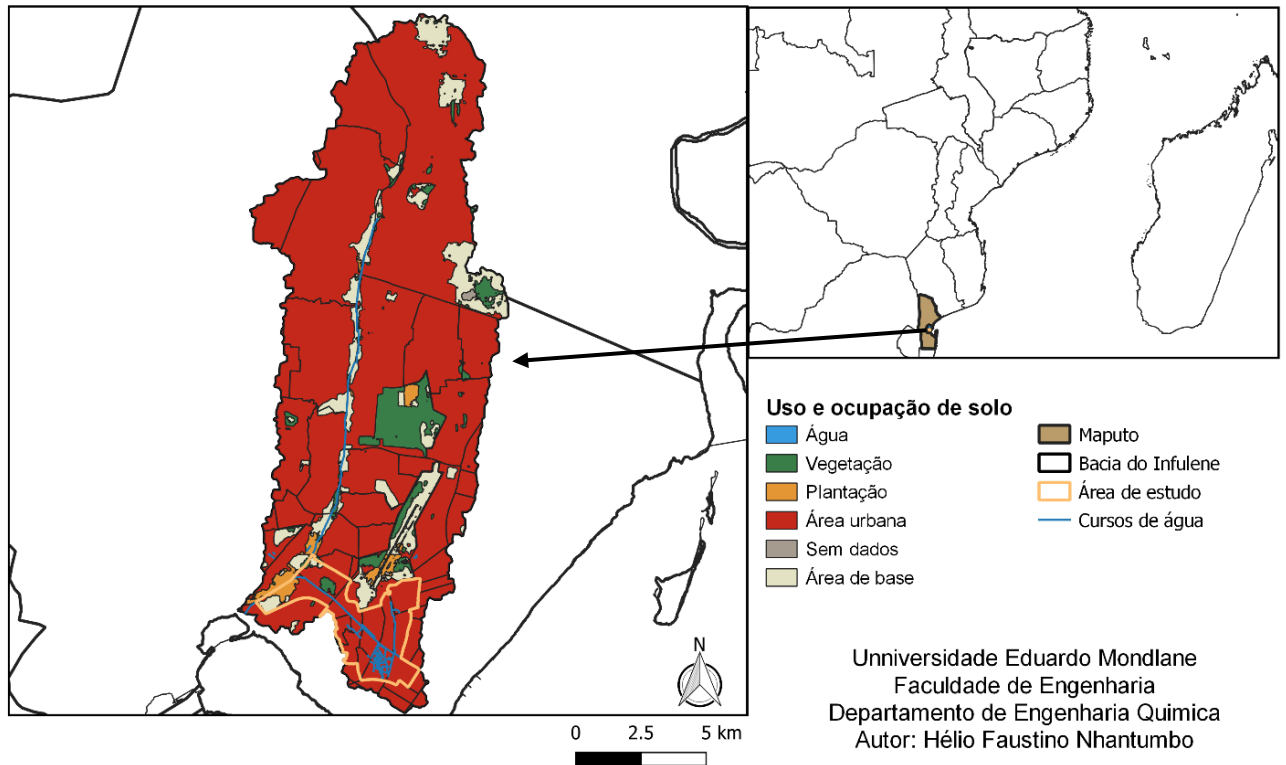 Uso e ocupação de solo
Água
Vegetação
Plantação
Área urbana
Sem dados
Área de base
Maputo
Bacia do Infulene
Área de estudo
Cursos de água
N
0 2.5 5 km
Unniversidade Eduardo Mondlane
Faculdade de Engenharia
Departamento de Engenharia Quimica
Autor: Hélio Faustino Nhantumbo